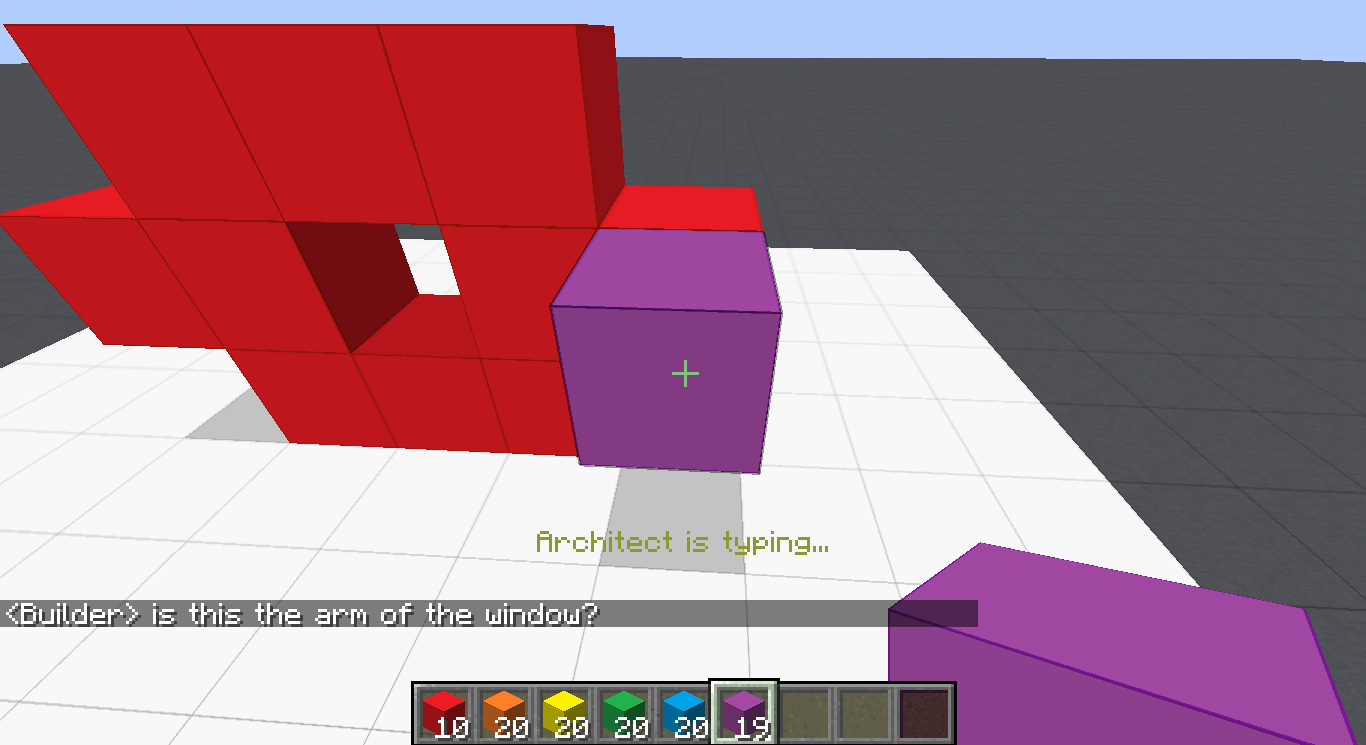 Architect is typing...
<Builder> is this the arm of the window?
10 20 20 20 20 19